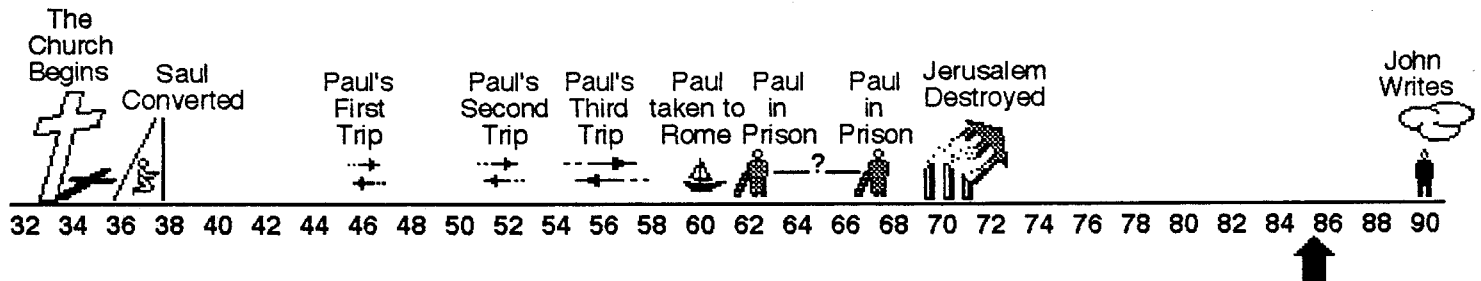 The
Church
Begins
Saul
Converted
Paul's
First
Trip
Paul's
Second
Trip
Paul's
Third
Trip
Paul
taken to
Rome
Paul
in
Prison
?
Paul
in
Prison
Jerusalem
Destroyed
John
Writes
32 34 36 38 40 42 44 46 48 50 52 54 56 58 60 62 64 66 68 70 72 74 76 78 80 82 84 86 88 90